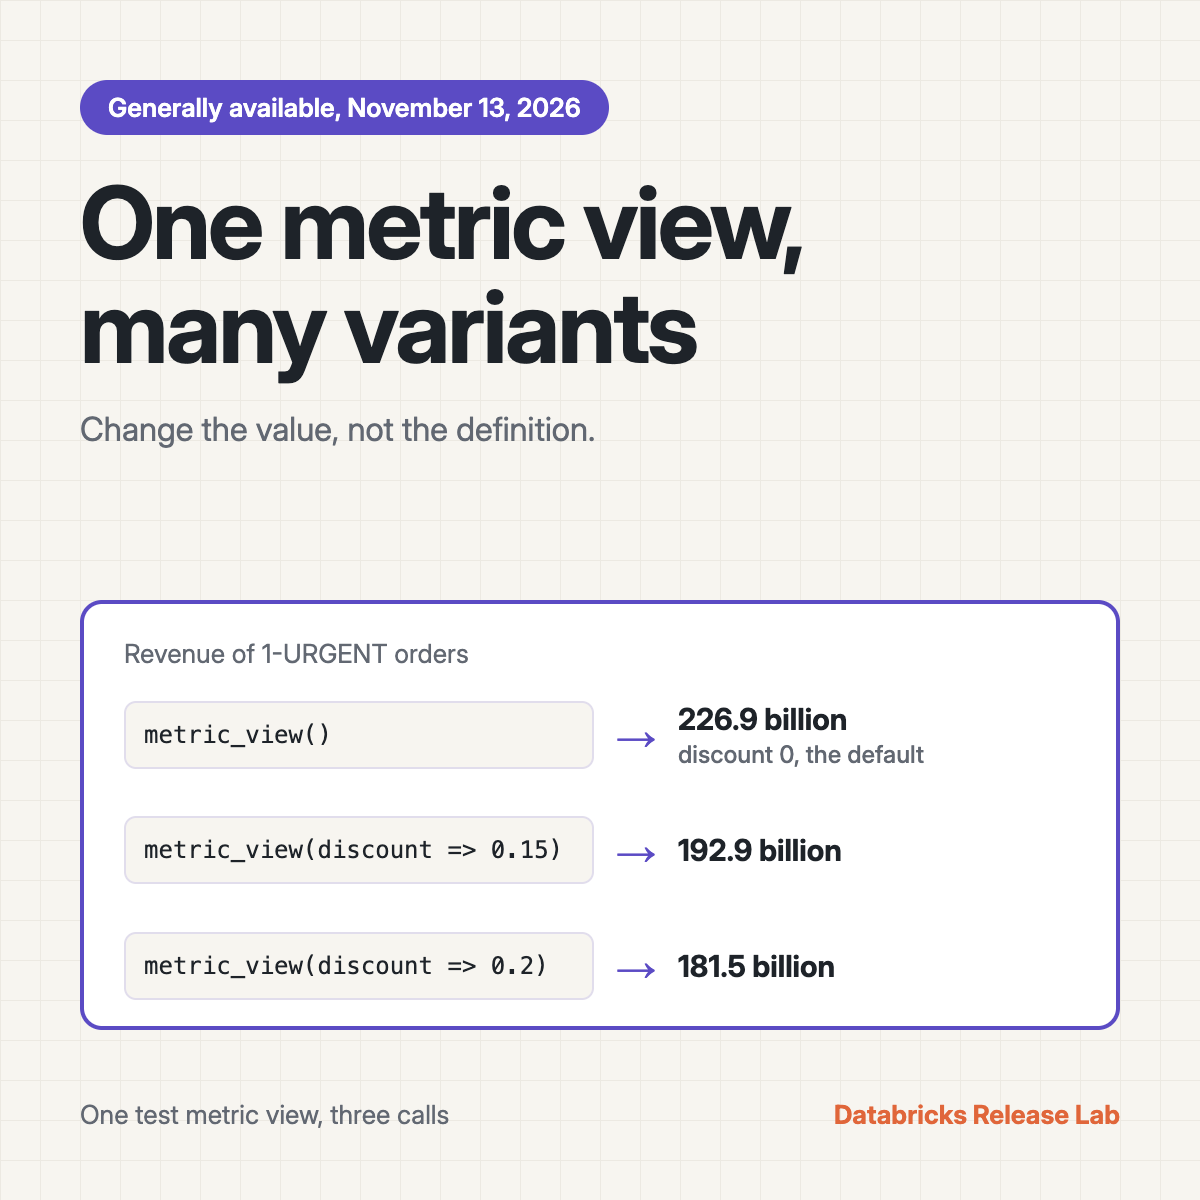 Generally available, November 13, 2026
One metric view,
many variants
Change the value, not the definition.
Revenue of 1-URGENT orders
metric_view() → 226.9 billion
discount 0, the default
metric_view(discount => 0.15) → 192.9 billion
metric_view(discount => 0.2) → 181.5 billion
One test metric view, three calls
Databricks Release Lab